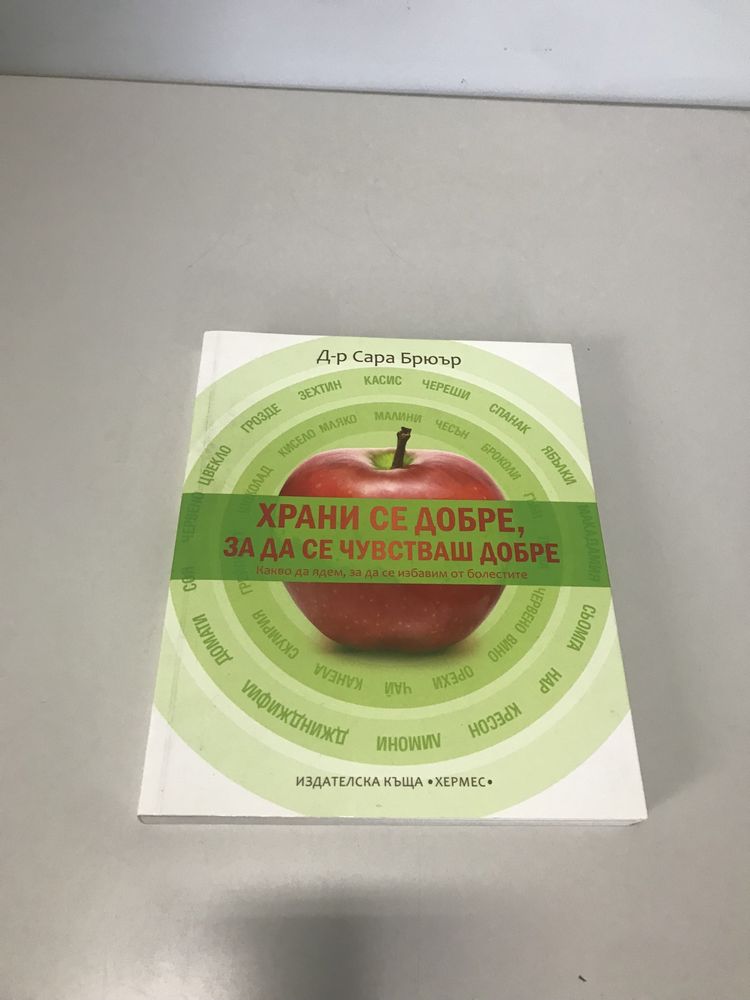 Д-р Сара Брюър
ЗЕХТИН
КАСИС
ЧЕРЕШИ
СПАНАК
ЯБЪЛКИ
СЬОМГА
НАР
КРЕСОН
ЛИМОНИ
ДЖИНДЖИФИЛ
ДОМАТИ
СОЯ
ЧЕРВЕНО ЦВЕКЛО
ГРОЗДЕ
КИСЕЛО МЛЯКО
МАЛИНИ
ЧЕСЪН
БРОКОЛИ
ЧЕРВЕНО ВИНО
ОРЕХИ
ЧАЙ
КАНЕЛА
СКУМРИЯ
ХРАНИ СЕ ДОБРЕ,
ЗА ДА СЕ ЧУВСТВАШ ДОБРЕ
Какво да ядем, за да се избавим от болестите
ИЗДАТЕЛСКА КЪЩА •ХЕРМЕС•